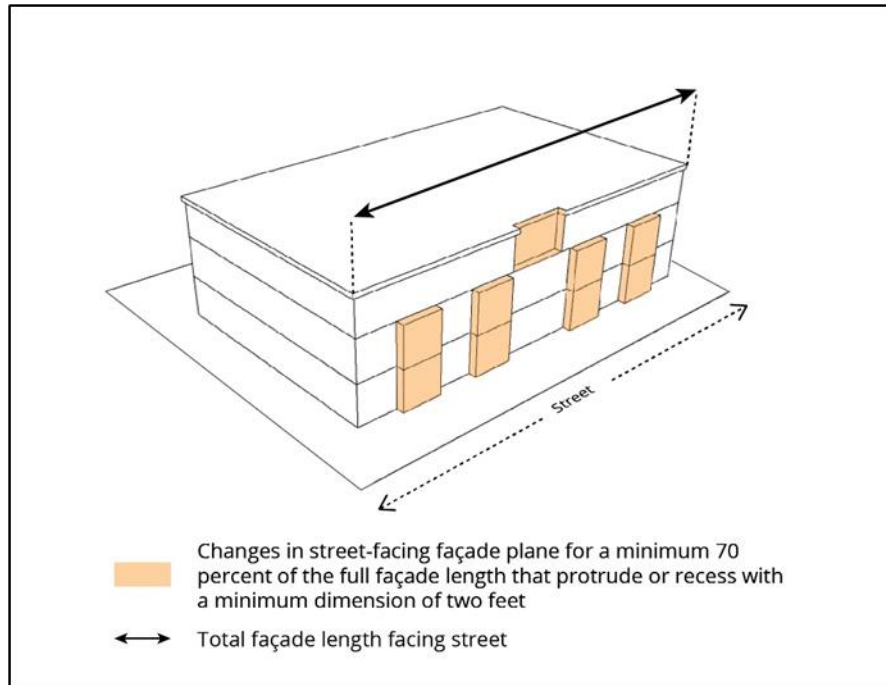 Street
Changes in street-facing façade plane for a minimum 70
percent of the full façade length that protrude or recess with
a minimum dimension of two feet
Total façade length facing street